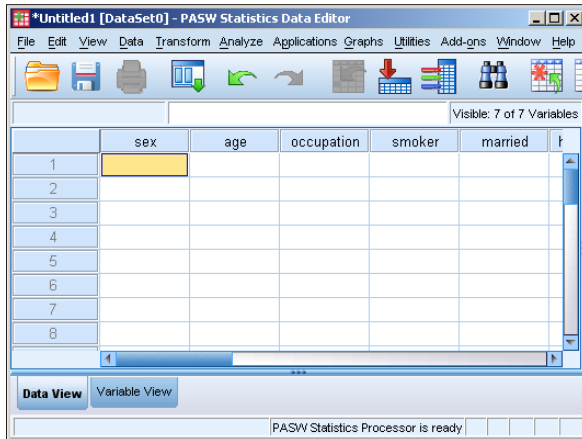 *Untitled1 [DataSet0] - PASW Statistics Data Editor
File Edit View Data Transform Analyze Applications Graphs Utilities Add-ons Window Help
Visible: 7 of 7 Variables
sex age occupation smoker married h
1
2
3
4
5
6
7
8
Data View Variable View
PASW Statistics Processor is ready